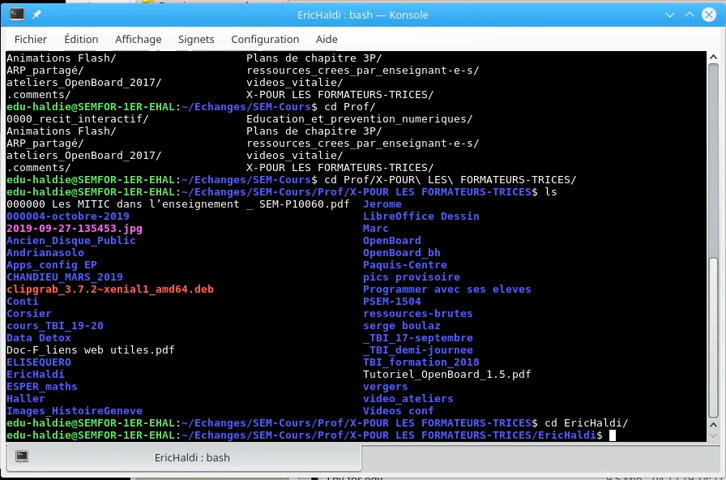 EricHaldi : bash — Konsole
Fichier Édition Affichage Signets Configuration Aide
Animations Flash/ Plans de chapitre 3P/
ARP_partagé/ ressources_crees_par_enseignant-e-s/
ateliers_OpenBoard_2017/ videos_vitalie/
.comments/ X-POUR LES FORMATEURS-TRICES/
edu-haldie@SEMFOR-1ER-EHAL:~/Echanges/SEM-Cours$ cd Prof/
0000_recit_interactif/ Education_et_prevention_numeriques/
Animations Flash/ Plans de chapitre 3P/
ARP_partagé/ ressources_crees_par_enseignant-e-s/
ateliers_OpenBoard_2017/ videos_vitalie/
.comments/ X-POUR LES FORMATEURS-TRICES/
edu-haldie@SEMFOR-1ER-EHAL:~/Echanges/SEM-Cours$ cd Prof/X-POUR\ LES\ FORMATEURS-TRICES/
edu-haldie@SEMFOR-1ER-EHAL:~/Echanges/SEM-Cours/Prof/X-POUR LES FORMATEURS-TRICES$ ls
000000 Les MITIC dans l’enseignement _ SEM-P10060.pdf Jerome
000004-octobre-2019 LibreOffice Dessin
2019-09-27-135453.jpg Marc
Ancien_Disque_Public OpenBoard
Andrianasolo OpenBoard_bh
Apps_config EP Paquis-Centre
CHANDIEU_MARS_2019 pics provisoire
clipgrab_3.7.2~xenial1_amd64.deb Programmer avec ses eleves
Conti PSEM-1504
Corsier ressources-brutes
cours_TBI_19-20 serge boulaz
Data Detox _TBI_17-septembre
Doc-F_liens web utiles.pdf _TBI_demi-journee
ELISEQUERO TBI_formation_2018
EricHaldi Tutoriel_OpenBoard_1.5.pdf
ESPER_maths vergers
Haller video_ateliers
Images_HistoireGeneve Videos conf
edu-haldie@SEMFOR-1ER-EHAL:~/Echanges/SEM-Cours/Prof/X-POUR LES FORMATEURS-TRICES$ cd EricHaldi/
edu-haldie@SEMFOR-1ER-EHAL:~/Echanges/SEM-Cours/Prof/X-POUR LES FORMATEURS-TRICES/EricHaldi$
EricHaldi : bash